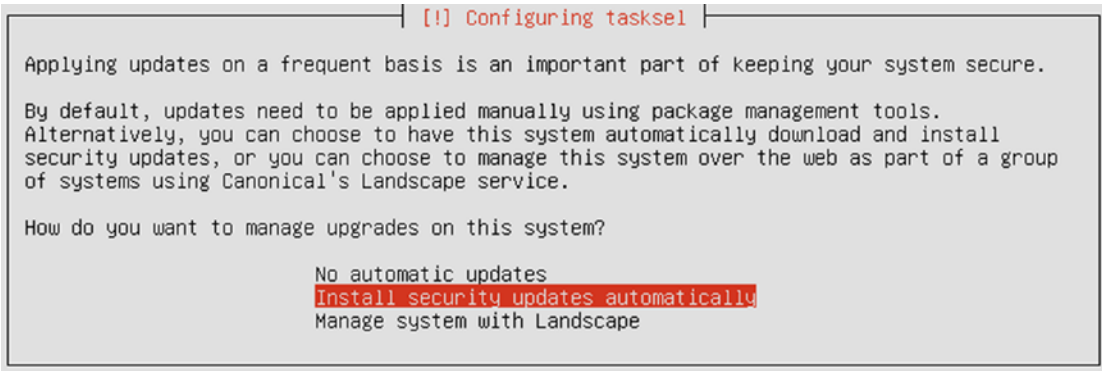 [!] Configuring tasksel
Applying updates on a frequent basis is an important part of keeping your system secure.
By default, updates need to be applied manually using package management tools.
Alternatively, you can choose to have this system automatically download and install
security updates, or you can choose to manage this system over the web as part of a group
of systems using Canonical's Landscape service.
How do you want to manage upgrades on this system?
No automatic updates
Install security updates automatically
Manage system with Landscape